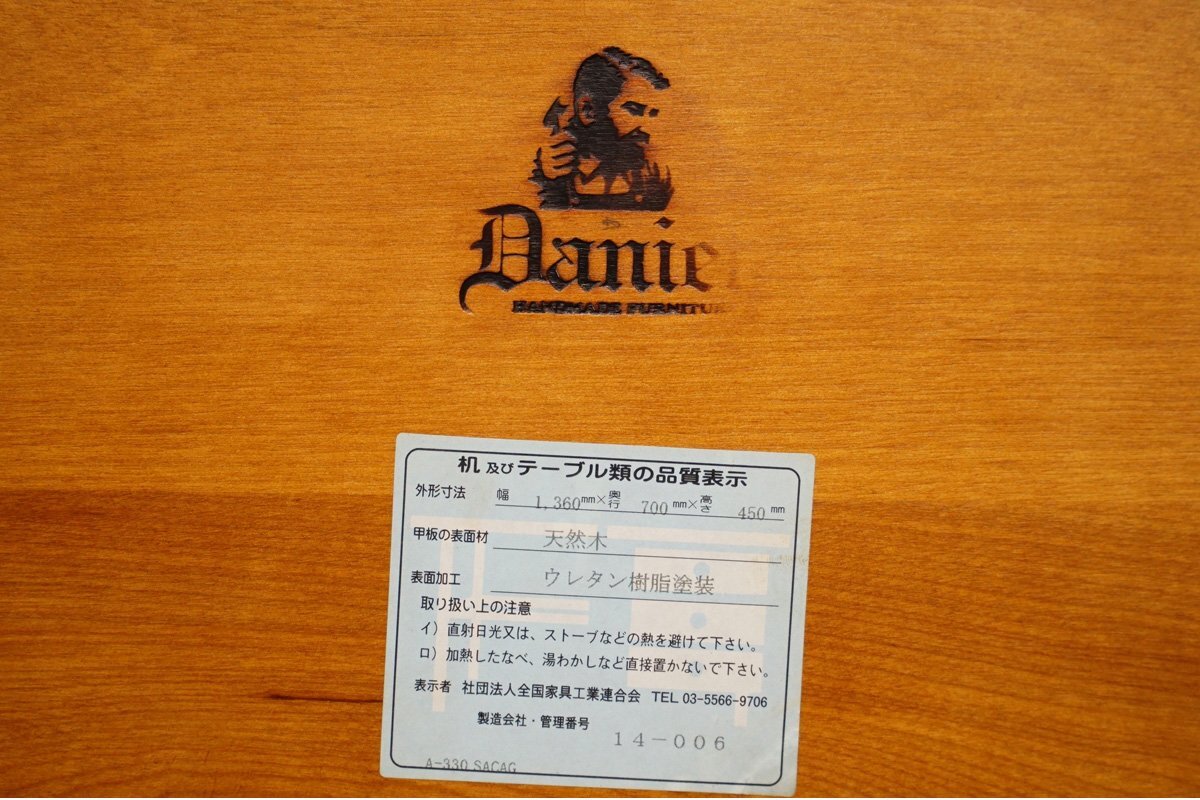 Danie
HANDMADE FURNITU
机及びテーブル類の品質表示
外形寸法 幅 1,360mm×奥行 700mm×高さ 450mm
甲板の表面材 天然木
表面加工 ウレタン樹脂塗装
取り扱い上の注意
イ）直射日光又は、ストーブなどの熱を避けて下さい。
ロ）加熱したなべ、湯わかしなど直接置かないで下さい。
表示者 社団法人全国家具工業連合会 TEL 03-5566-9706
製造会社・管理番号
14-006
A-330 SACAG